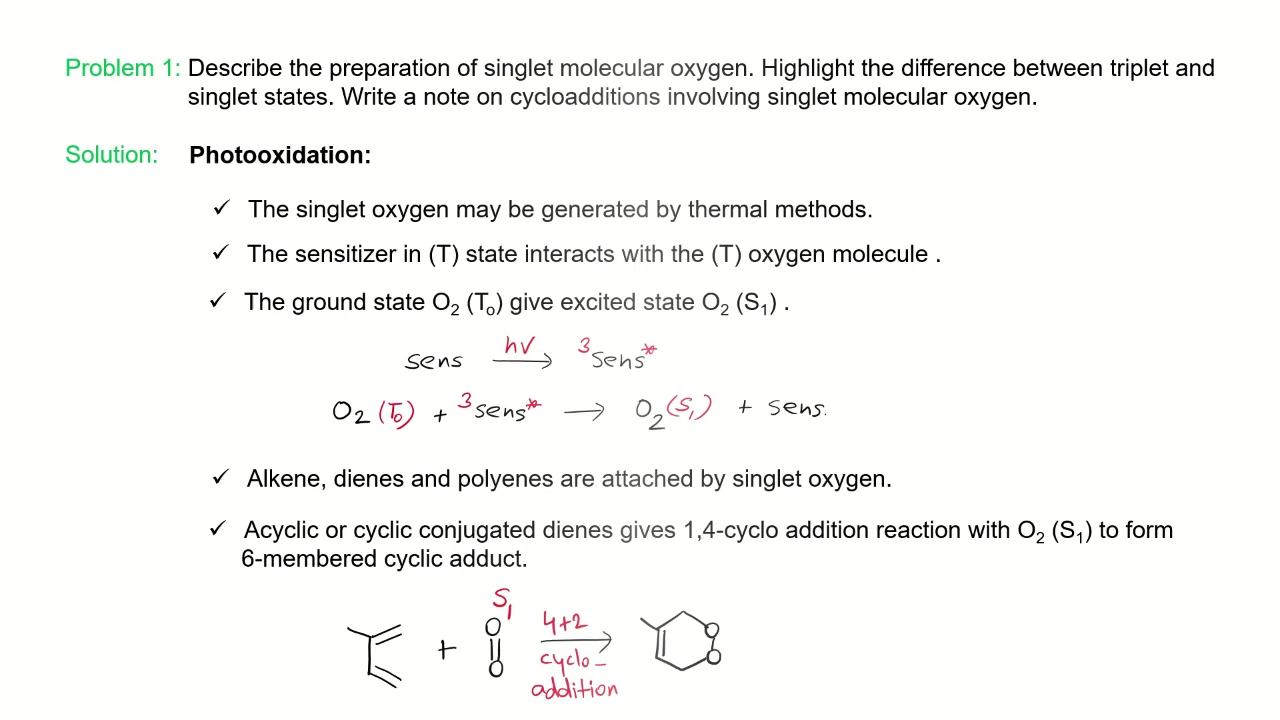 Problem 1: Describe the preparation of singlet molecular oxygen. Highlight the difference between triplet and
singlet states. Write a note on cycloadditions involving singlet molecular oxygen.
Solution: Photooxidation:
✓ The singlet oxygen may be generated by thermal methods.
✓ The sensitizer in (T) state interacts with the (T) oxygen molecule .
✓ The ground state O₂ (T₀) give excited state O₂ (S₁) .
sens hν → ³sens*
O₂ (T₀) + ³sens* → O₂ (S₁) + sens.
✓ Alkene, dienes and polyenes are attached by singlet oxygen.
✓ Acyclic or cyclic conjugated dienes gives 1,4-cyclo addition reaction with O₂ (S₁) to form
6-membered cyclic adduct.
S₁
+ O=O 4+2 → O
cyclo- O
addition